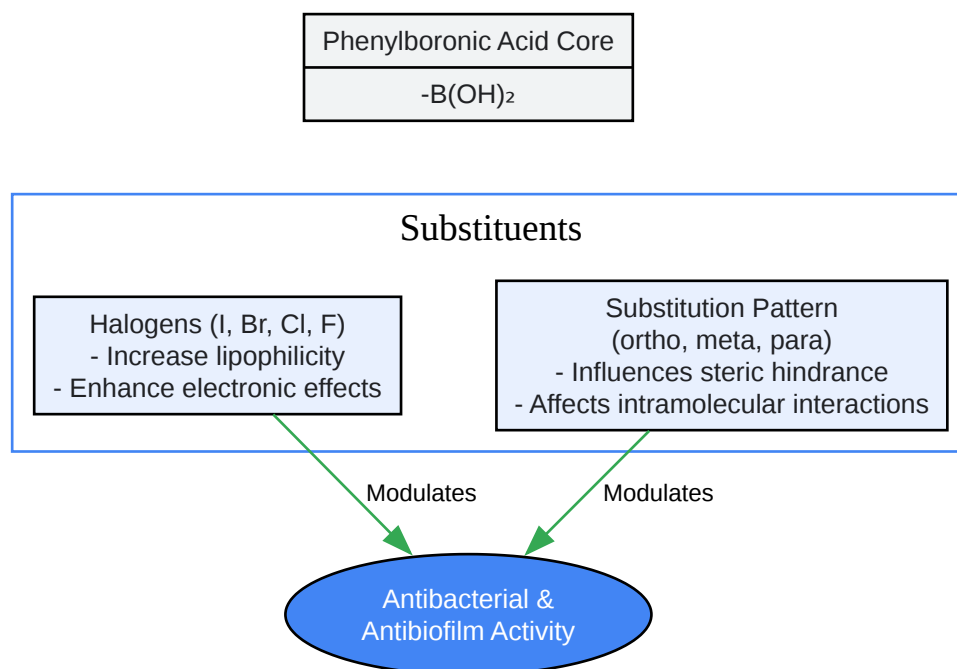 Phenylboronic Acid Core
-B(OH)₂
Substituents
Halogens (I, Br, Cl, F)
- Increase lipophilicity
- Enhance electronic effects
Substitution Pattern
(ortho, meta, para)
- Influences steric hindrance
- Affects intramolecular interactions
Modulates
Modulates
Antibacterial &
Antibiofilm Activity